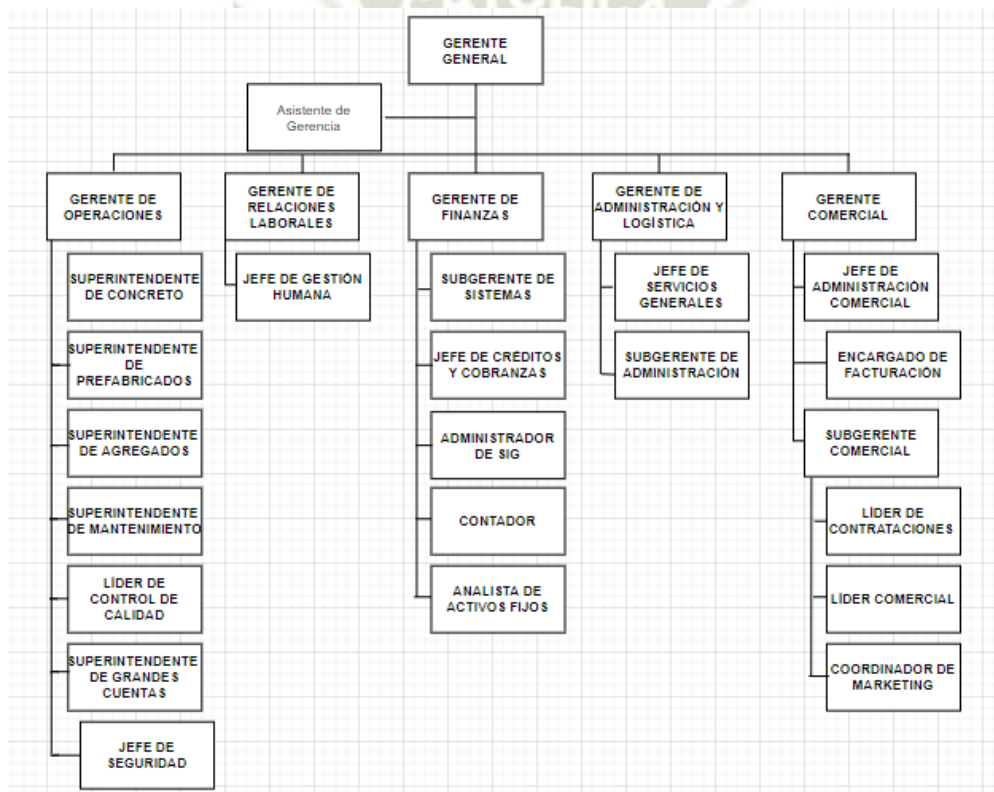 GERENTE
GENERAL
Asistente de
Gerencia
GERENTE DE
OPERACIONES
SUPERINTENDENTE
DE CONCRETO
SUPERINTENDENTE
DE
PREFABRICADOS
SUPERINTENDENTE
DE AGREGADOS
SUPERINTENDENTE
DE MANTENIMIENTO
LÍDER DE
CONTROL DE
CALIDAD
SUPERINTENDENTE
DE GRANDES
CUENTAS
JEFE DE
SEGURIDAD
GERENTE DE
RELACIONES
LABORALES
JEFE DE GESTIÓN
HUMANA
GERENTE DE
FINANZAS
SUBGERENTE DE
SISTEMAS
JEFE DE CRÉDITOS
Y COBRANZAS
ADMINISTRADOR
DE SIG
CONTADOR
ANALISTA DE
ACTIVOS FIJOS
GERENTE DE
ADMINISTRACIÓN Y
LOGÍSTICA
JEFE DE
SERVICIOS
GENERALES
SUBGERENTE DE
ADMINISTRACIÓN
GERENTE
COMERCIAL
JEFE DE
ADMINISTRACIÓN
COMERCIAL
ENCARGADO DE
FACTURACIÓN
SUBGERENTE
COMERCIAL
LÍDER DE
CONTRATACIONES
LÍDER COMERCIAL
COORDINADOR DE
MARKETING